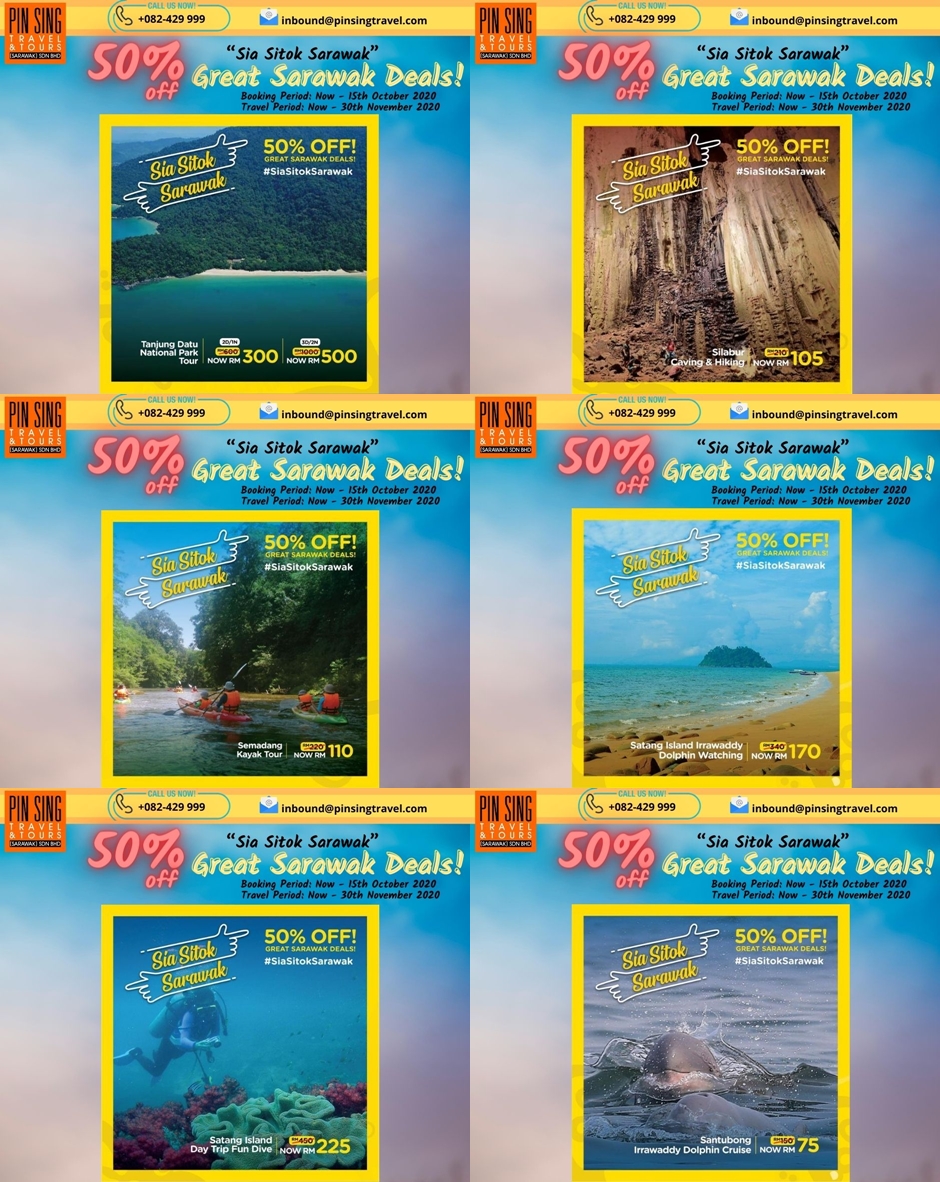 PIN SING
TRAVEL
& TOURS
(SARAWAK) SDN BHD
CALL US NOW!
+082-429 999
inbound@pinsingtravel.com
50%
off
“Sia Sitok Sarawak”
Great Sarawak Deals!
Booking Period: Now - 15th October 2020
Travel Period: Now - 30th November 2020
Sia Sitok
Sarawak
50% OFF!
GREAT SARAWAK DEALS!
#SiaSitokSarawak
Tanjung Datu
National Park
Tour
2D/1N
RM600
NOW RM 300
3D/2N
RM1000
NOW RM 500
PIN SING
TRAVEL
& TOURS
(SARAWAK) SDN BHD
CALL US NOW!
+082-429 999
inbound@pinsingtravel.com
50%
off
“Sia Sitok Sarawak”
Great Sarawak Deals!
Booking Period: Now - 15th October 2020
Travel Period: Now - 30th November 2020
Sia Sitok
Sarawak
50% OFF!
GREAT SARAWAK DEALS!
#SiaSitokSarawak
Silabur
Caving & Hiking
RM210
NOW RM 105
PIN SING
TRAVEL
& TOURS
(SARAWAK) SDN BHD
CALL US NOW!
+082-429 999
inbound@pinsingtravel.com
50%
off
“Sia Sitok Sarawak”
Great Sarawak Deals!
Booking Period: Now - 15th October 2020
Travel Period: Now - 30th November 2020
Sia Sitok
Sarawak
50% OFF!
GREAT SARAWAK DEALS!
#SiaSitokSarawak
Semadang
Kayak Tour
RM220
NOW RM 110
PIN SING
TRAVEL
& TOURS
(SARAWAK) SDN BHD
CALL US NOW!
+082-429 999
inbound@pinsingtravel.com
50%
off
“Sia Sitok Sarawak”
Great Sarawak Deals!
Booking Period: Now - 15th October 2020
Travel Period: Now - 30th November 2020
Sia Sitok
Sarawak
50% OFF!
GREAT SARAWAK DEALS!
#SiaSitokSarawak
Satang Island Irrawaddy
Dolphin Watching
RM340
NOW RM 170
PIN SING
TRAVEL
& TOURS
(SARAWAK) SDN BHD
CALL US NOW!
+082-429 999
inbound@pinsingtravel.com
50%
off
“Sia Sitok Sarawak”
Great Sarawak Deals!
Booking Period: Now - 15th October 2020
Travel Period: Now - 30th November 2020
Sia Sitok
Sarawak
50% OFF!
GREAT SARAWAK DEALS!
#SiaSitokSarawak
Satang Island
Day Trip Fun Dive
RM450
NOW RM 225
PIN SING
TRAVEL
& TOURS
(SARAWAK) SDN BHD
CALL US NOW!
+082-429 999
inbound@pinsingtravel.com
50%
off
“Sia Sitok Sarawak”
Great Sarawak Deals!
Booking Period: Now - 15th October 2020
Travel Period: Now - 30th November 2020
Sia Sitok
Sarawak
50% OFF!
GREAT SARAWAK DEALS!
#SiaSitokSarawak
Santubong
Irrawaddy Dolphin Cruise
RM150
NOW RM 75